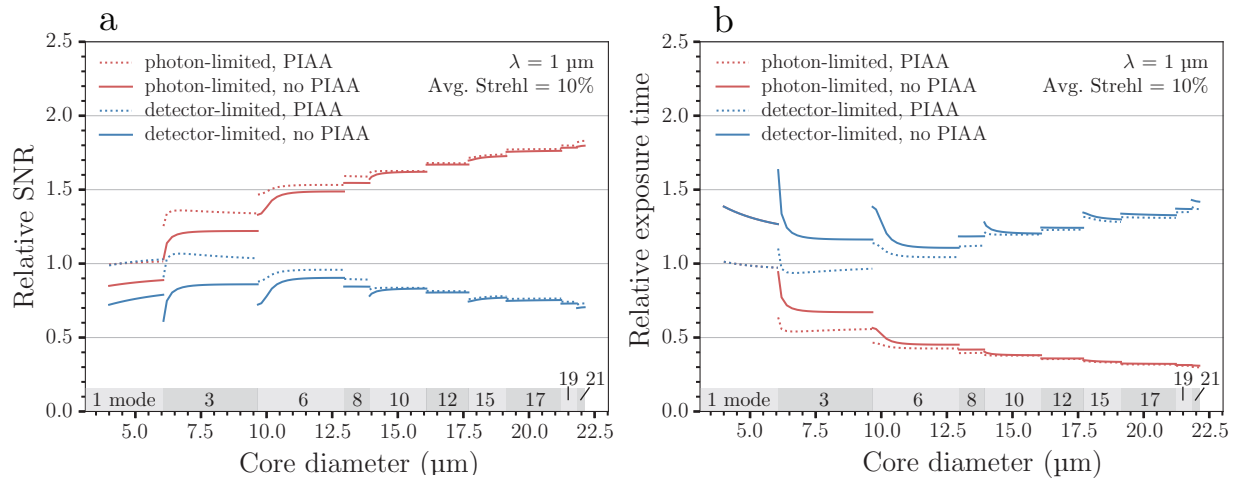 a
Relative SNR
2.5
2.0
1.5
1.0
0.5
0.0
photon-limited, PIAA
photon-limited, no PIAA
detector-limited, PIAA
detector-limited, no PIAA
λ = 1 µm
Avg. Strehl = 10%
19
21
1 mode 3 6 8 10 12 15 17
5.0 7.5 10.0 12.5 15.0 17.5 20.0 22.5
Core diameter (µm)
b
Relative exposure time
2.5
2.0
1.5
1.0
0.5
0.0
photon-limited, PIAA
photon-limited, no PIAA
detector-limited, PIAA
detector-limited, no PIAA
λ = 1 µm
Avg. Strehl = 10%
19
21
1 mode 3 6 8 10 12 15 17
5.0 7.5 10.0 12.5 15.0 17.5 20.0 22.5
Core diameter (µm)